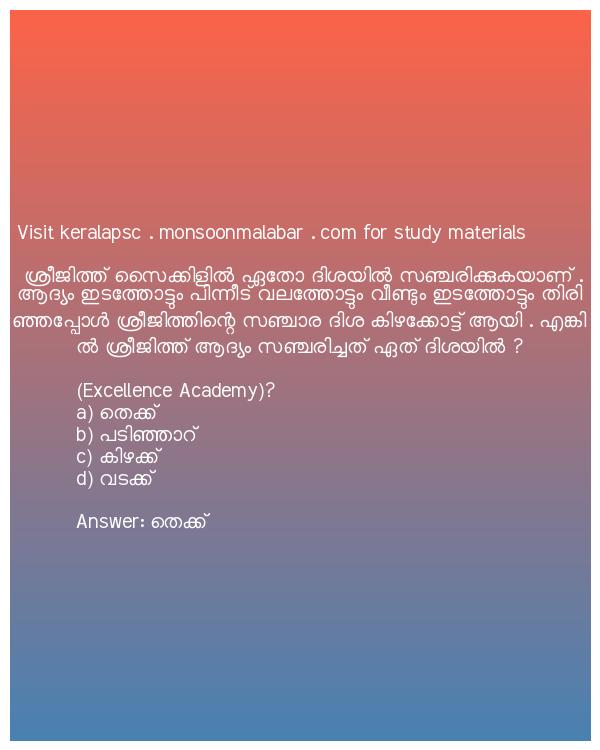 Visit keralapsc . monsoonmalabar . com for study materials
ശ്രീജിത്ത് സൈക്കിളിൽ ഏതോ ദിശയിൽ സഞ്ചരിക്കുകയാണ് .
ആദ്യം ഇടത്തോട്ടും പിന്നീട് വലത്തോട്ടും വീണ്ടും ഇടത്തോട്ടും തിരി
ഞ്ഞപ്പോൾ ശ്രീജിത്തിന്റെ സഞ്ചാര ദിശ കിഴക്കോട്ട് ആയി . എങ്കി
ൽ ശ്രീജിത്ത് ആദ്യം സഞ്ചരിച്ചത് ഏത് ദിശയിൽ ?
(Excellence Academy)?
a) തെക്ക്
b) പടിഞ്ഞാറ്
c) കിഴക്ക്
d) വടക്ക്
Answer: തെക്ക്